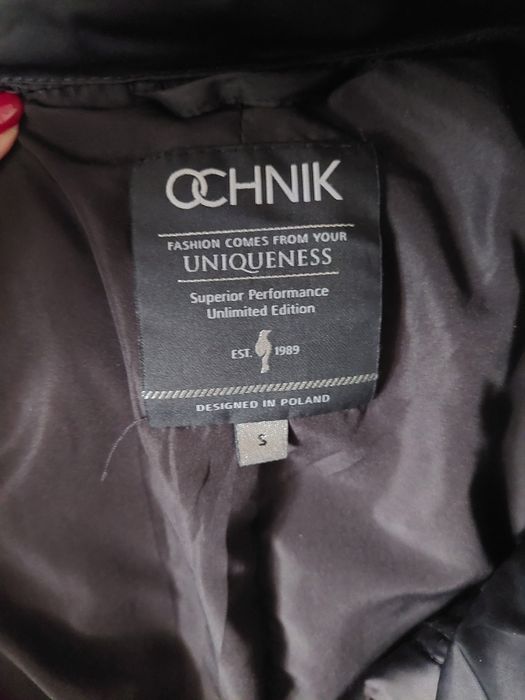 OCHNIK
FASHION COMES FROM YOUR
UNIQUENESS
Superior Performance
Unlimited Edition
EST. 1989
DESIGNED IN POLAND
S